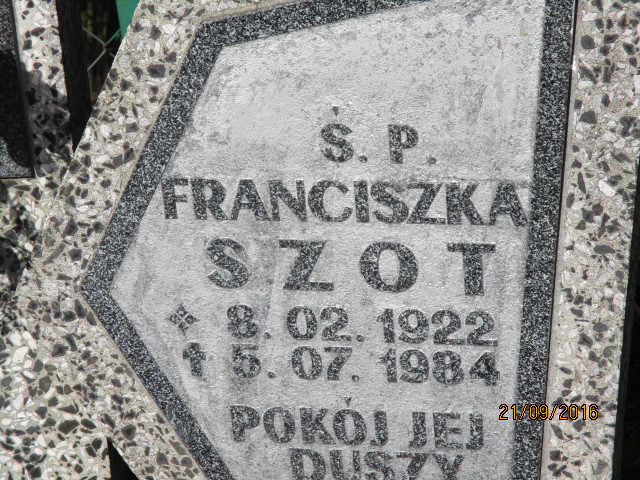 Ś. P.
FRANCISZKA
SZOT
* 8. 02. 1922
† 5. 07. 1984
POKÓJ JEJ
DUSZY
21/09/2016